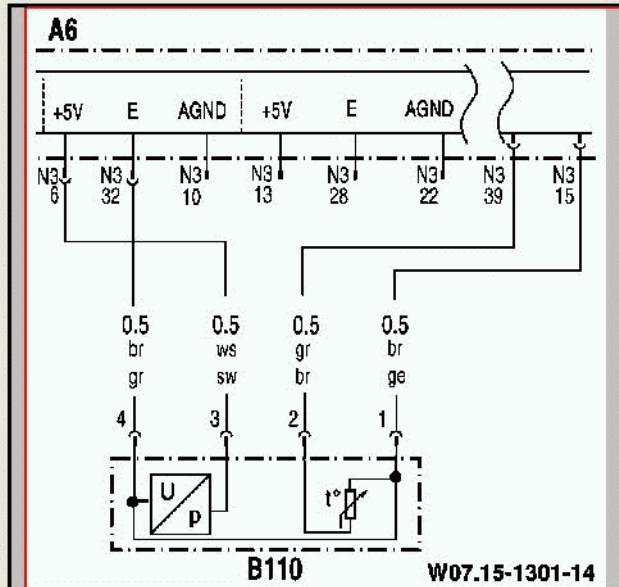 A6
+5V E AGND +5V E AGND
N3 N3 N3 N3 N3 N3 N3 N3
6 32 10 13 28 22 39 15
0.5 0.5 0.5 0.5
br ws gr br
gr sw br ge
4 3 2 1
U
p
t°
B110
W07.15-1301-14